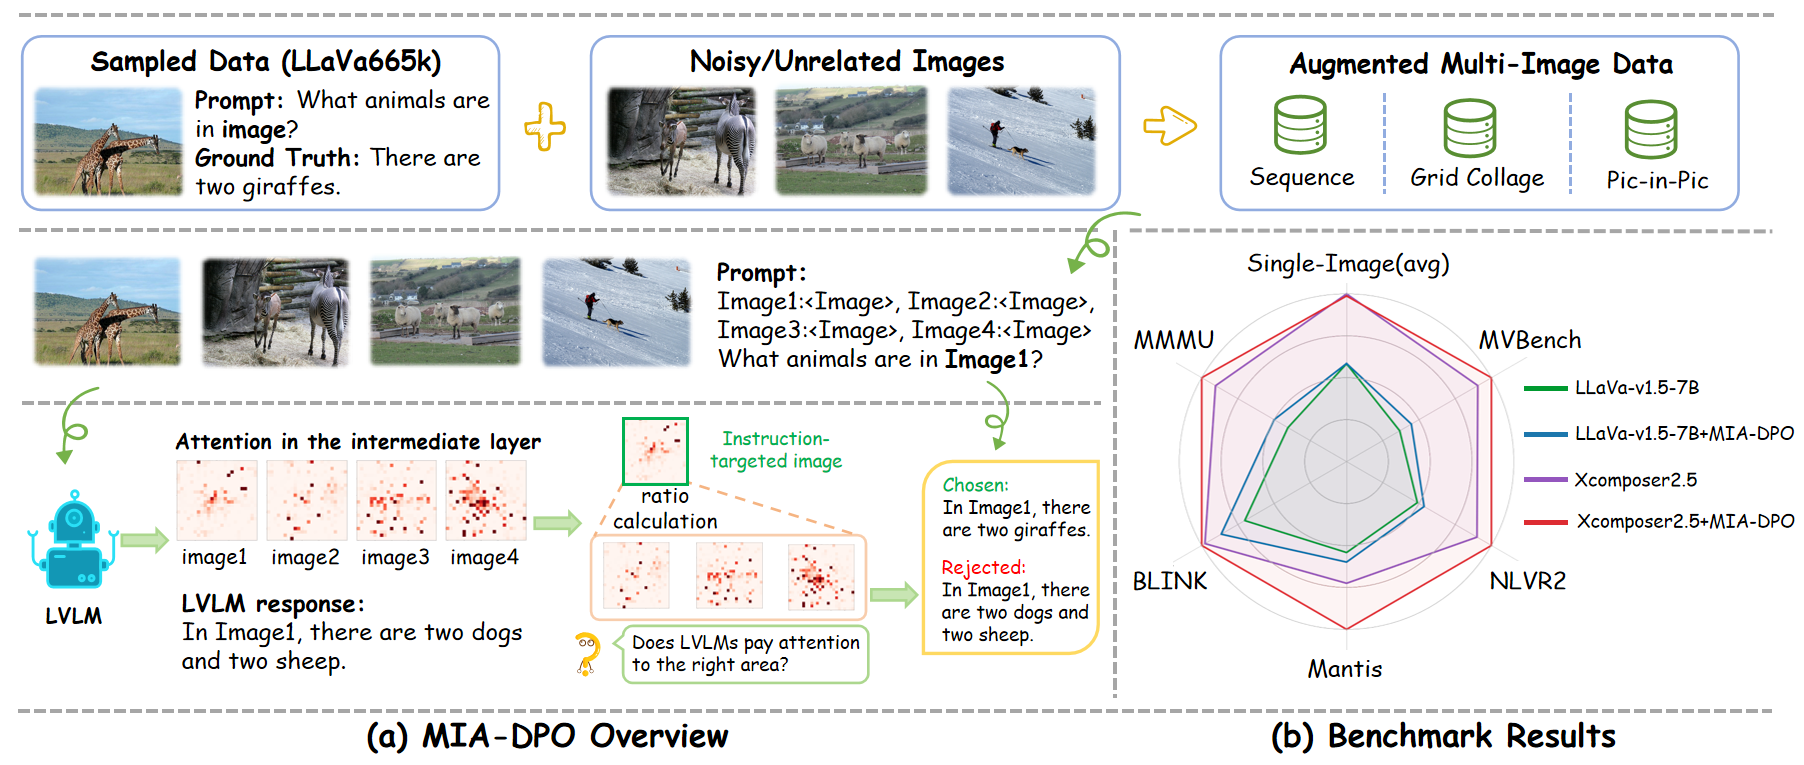 Sampled Data (LLaVa665k)
Prompt: What animals are
in image?
Ground Truth: There are
two giraffes.
Noisy/Unrelated Images
Augmented Multi-Image Data
Sequence
Grid Collage
Pic-in-Pic
Prompt:
Image1:<Image>, Image2:<Image>,
Image3:<Image>, Image4:<Image>
What animals are in Image1?
Attention in the intermediate layer
image1
image2
image3
image4
LVLM
LVLM response:
In Image1, there are two dogs
and two sheep.
Instruction-
targeted image
ratio
calculation
Does LVLMs pay attention
to the right area?
Chosen:
In Image1, there
are two giraffes.
Rejected:
In Image1, there
are two dogs and
two sheep.
(a) MIA-DPO Overview
Single-Image(avg)
MMMU
MVBench
BLINK
NLVR2
Mantis
LLaVa-v1.5-7B
LLaVa-v1.5-7B+MIA-DPO
Xcomposer2.5
Xcomposer2.5+MIA-DPO
(b) Benchmark Results